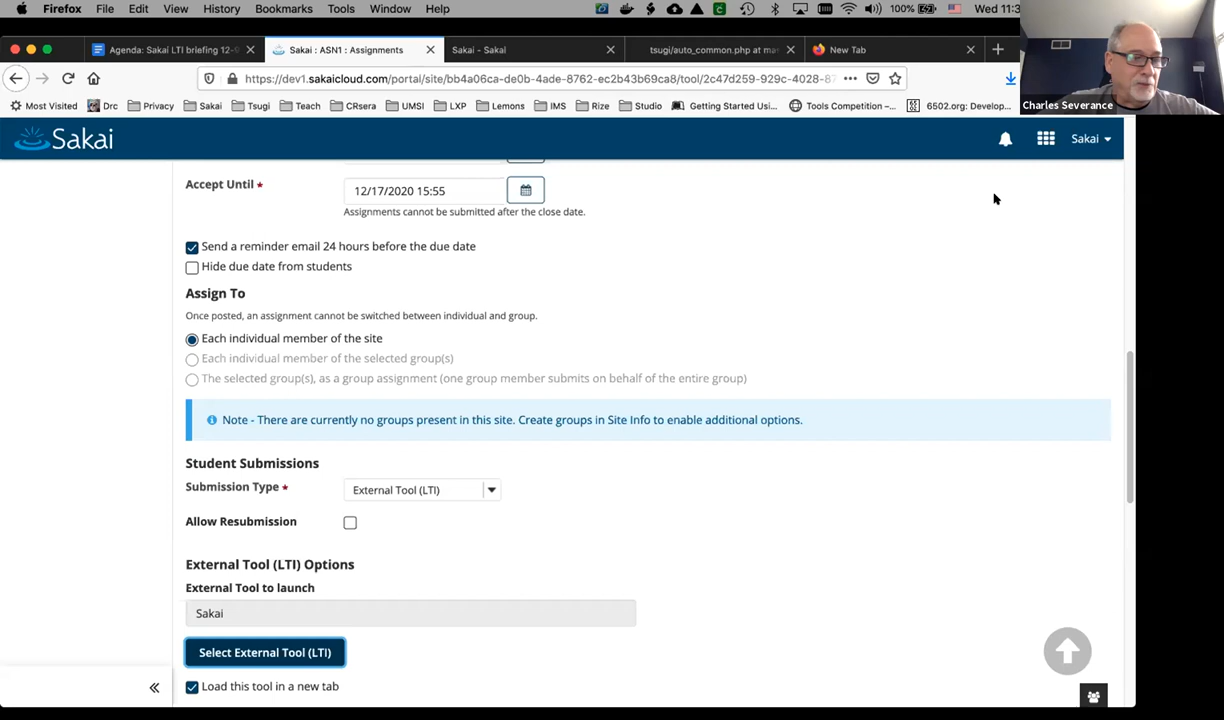 Firefox File Edit View History Bookmarks Tools Window Help 100% Wed 11:3
Agenda: Sakai LTI briefing 12-9 Sakai : ASN1 : Assignments Sakai - Sakai tsugi/auto_common.php at mas New Tab
https://dev1.sakaicloud.com/portal/site/bb4a06ca-de0b-4ade-8762-ec2b43b69ca8/tool/2c47d259-929c-4028-87
Most Visited Drc Privacy Sakai Tsugi Teach CRsera UMSI LXP Lemons IMS Rize Studio Getting Started Usi... Tools Competition –... 6502.org: Develop...
Charles Severance
Sakai Sakai
Accept Until * 12/17/2020 15:55
Assignments cannot be submitted after the close date.
Send a reminder email 24 hours before the due date
Hide due date from students
Assign To
Once posted, an assignment cannot be switched between individual and group.
Each individual member of the site
Each individual member of the selected group(s)
The selected group(s), as a group assignment (one group member submits on behalf of the entire group)
Note - There are currently no groups present in this site. Create groups in Site Info to enable additional options.
Student Submissions
Submission Type * External Tool (LTI)
Allow Resubmission
External Tool (LTI) Options
External Tool to launch
Sakai
Select External Tool (LTI)
Load this tool in a new tab